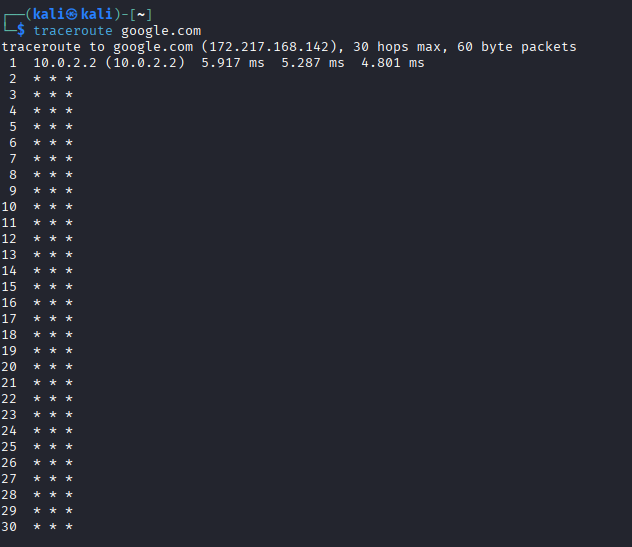 ┌──(kali㉿kali)-[~]
└─$ traceroute google.com
traceroute to google.com (172.217.168.142), 30 hops max, 60 byte packets
 1  10.0.2.2 (10.0.2.2)  5.917 ms  5.287 ms  4.801 ms
 2  * * *
 3  * * *
 4  * * *
 5  * * *
 6  * * *
 7  * * *
 8  * * *
 9  * * *
10  * * *
11  * * *
12  * * *
13  * * *
14  * * *
15  * * *
16  * * *
17  * * *
18  * * *
19  * * *
20  * * *
21  * * *
22  * * *
23  * * *
24  * * *
25  * * *
26  * * *
27  * * *
28  * * *
29  * * *
30  * * *